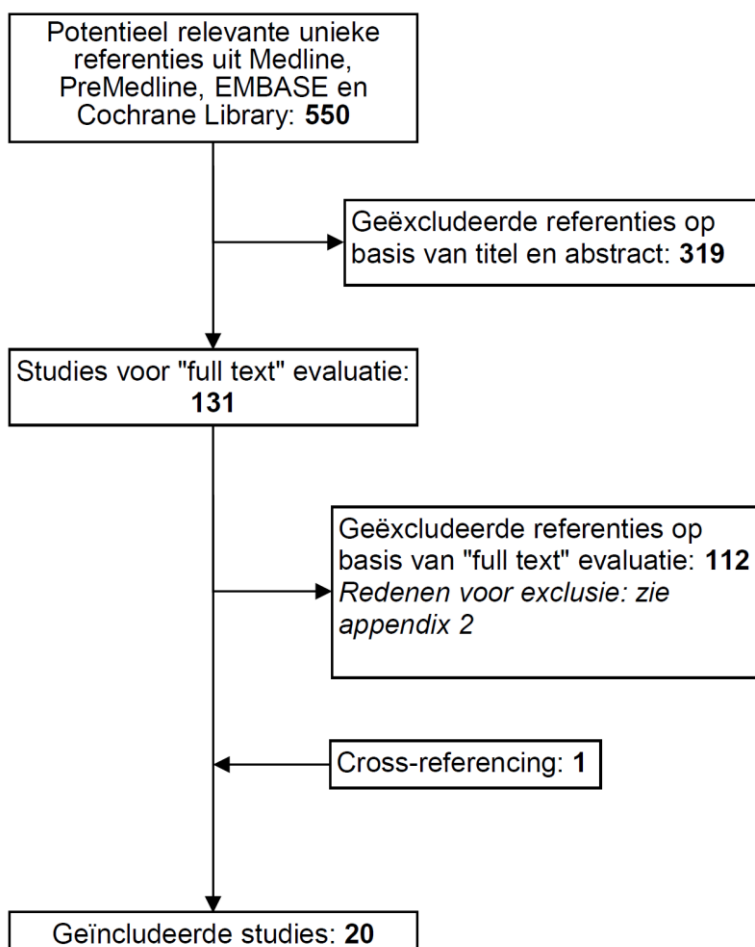 Potentieel relevante unieke
referenties uit Medline,
PreMedline, EMBASE en
Cochrane Library: 550
Geëxcludeerde referenties op
basis van titel en abstract: 319
Studies voor "full text" evaluatie:
131
Geëxcludeerde referenties op
basis van "full text" evaluatie: 112
Redenen voor exclusie: zie
appendix 2
Cross-referencing: 1
Geïncludeerde studies: 20